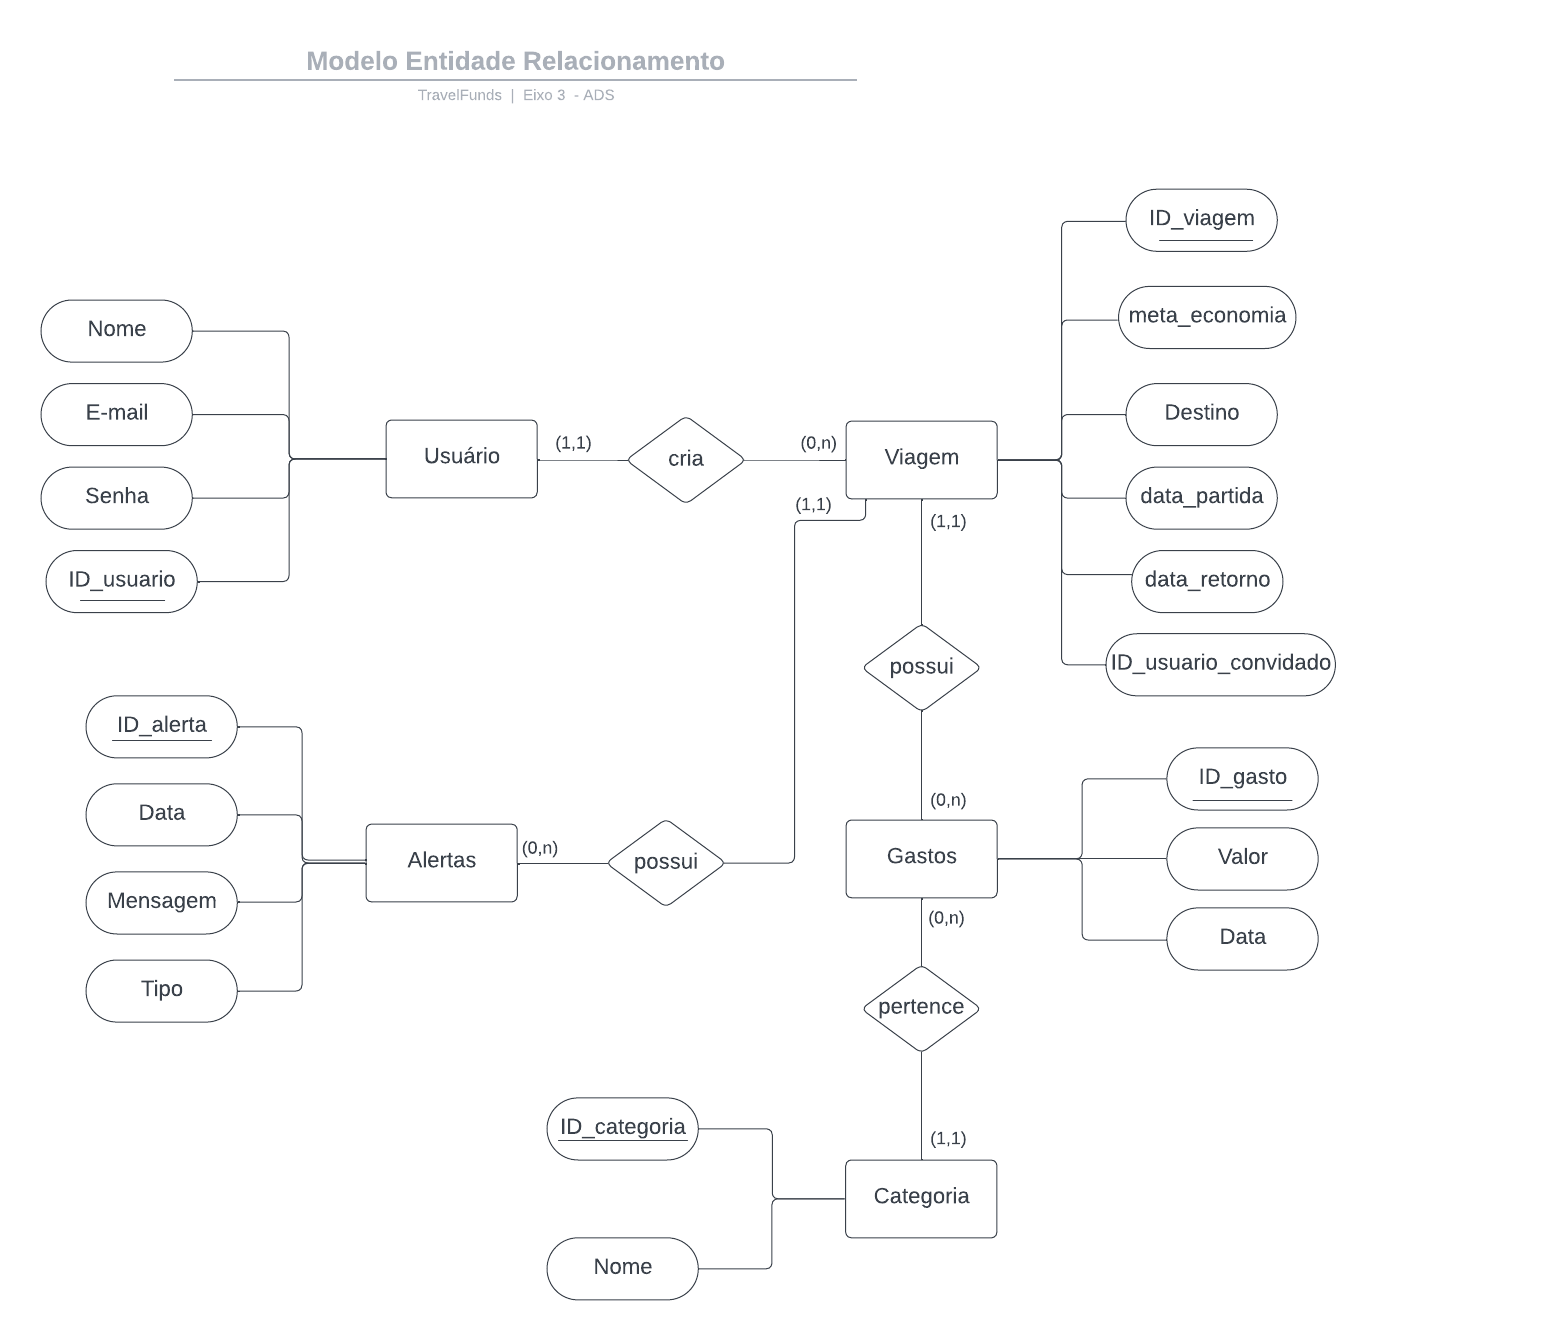 Modelo Entidade Relacionamento
TravelFunds | Eixo 3 - ADS
ID_viagem
meta_economia
Destino
data_partida
data_retorno
ID_usuario_convidado
Nome
E-mail
Senha
ID_usuario
Usuário
(1,1)
cria
(0,n)
Viagem
(1,1)
(1,1)
possui
(0,n)
ID_alerta
Data
Mensagem
Tipo
Alertas
(0,n)
possui
Gastos
ID_gasto
Valor
Data
(0,n)
pertence
(1,1)
ID_categoria
Nome
Categoria